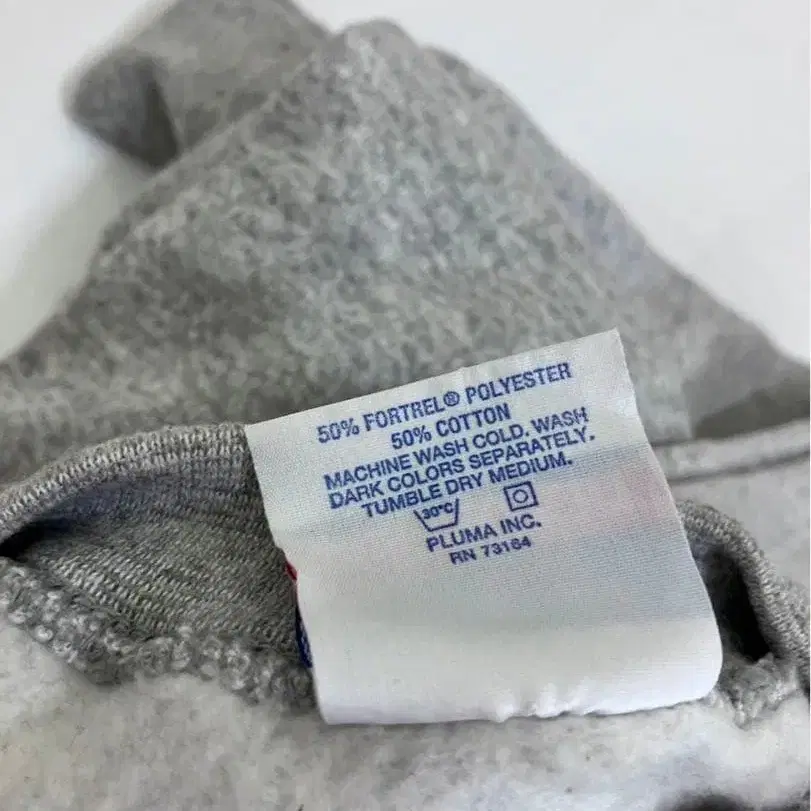 50% FORTREL® POLYESTER
50% COTTON
MACHINE WASH COLD. WASH
DARK COLORS SEPARATELY.
TUMBLE DRY MEDIUM.
30°C
PLUMA INC.
RN 73164